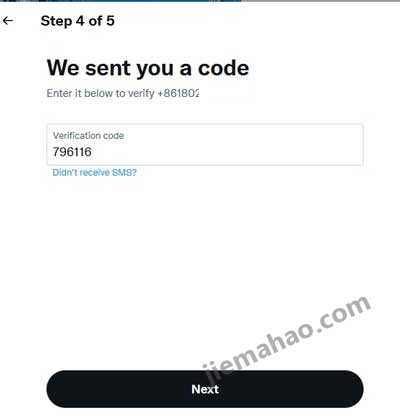 Step 4 of 5
We sent you a code
Enter it below to verify +861802
Verification code
796116
Didn't receive SMS?
jiemahao.com
Next